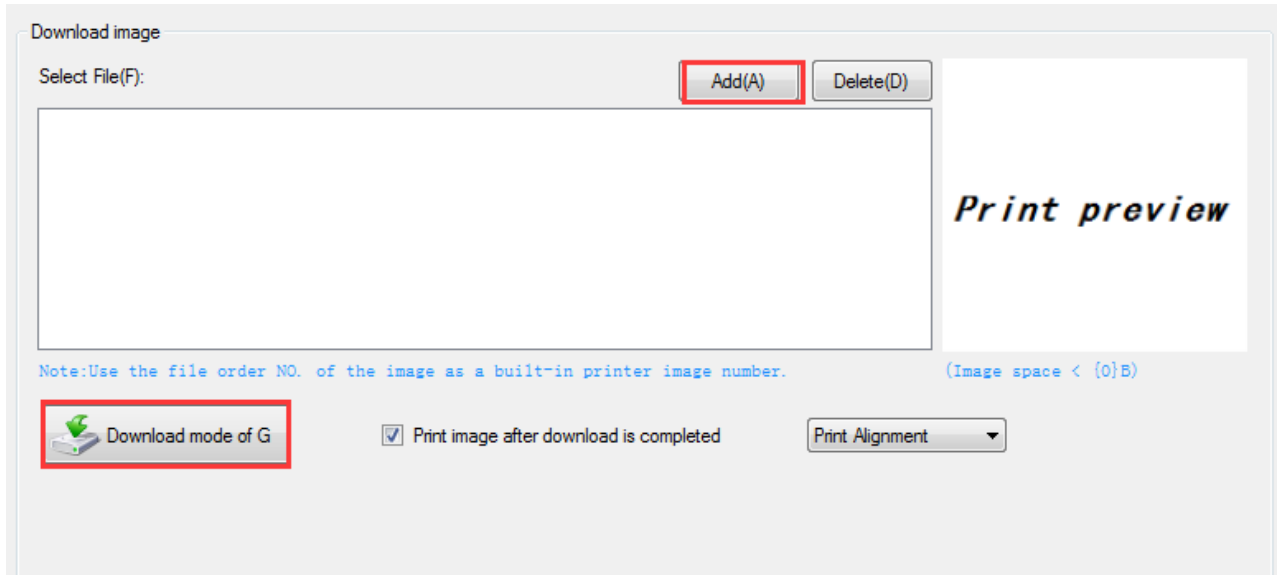 Download image
Select File(F):
Add(A)
Delete(D)
Print preview
Note:Use the file order NO. of the image as a built-in printer image number.
(Image space < {0}B)
Download mode of G
Print image after download is completed
Print Alignment